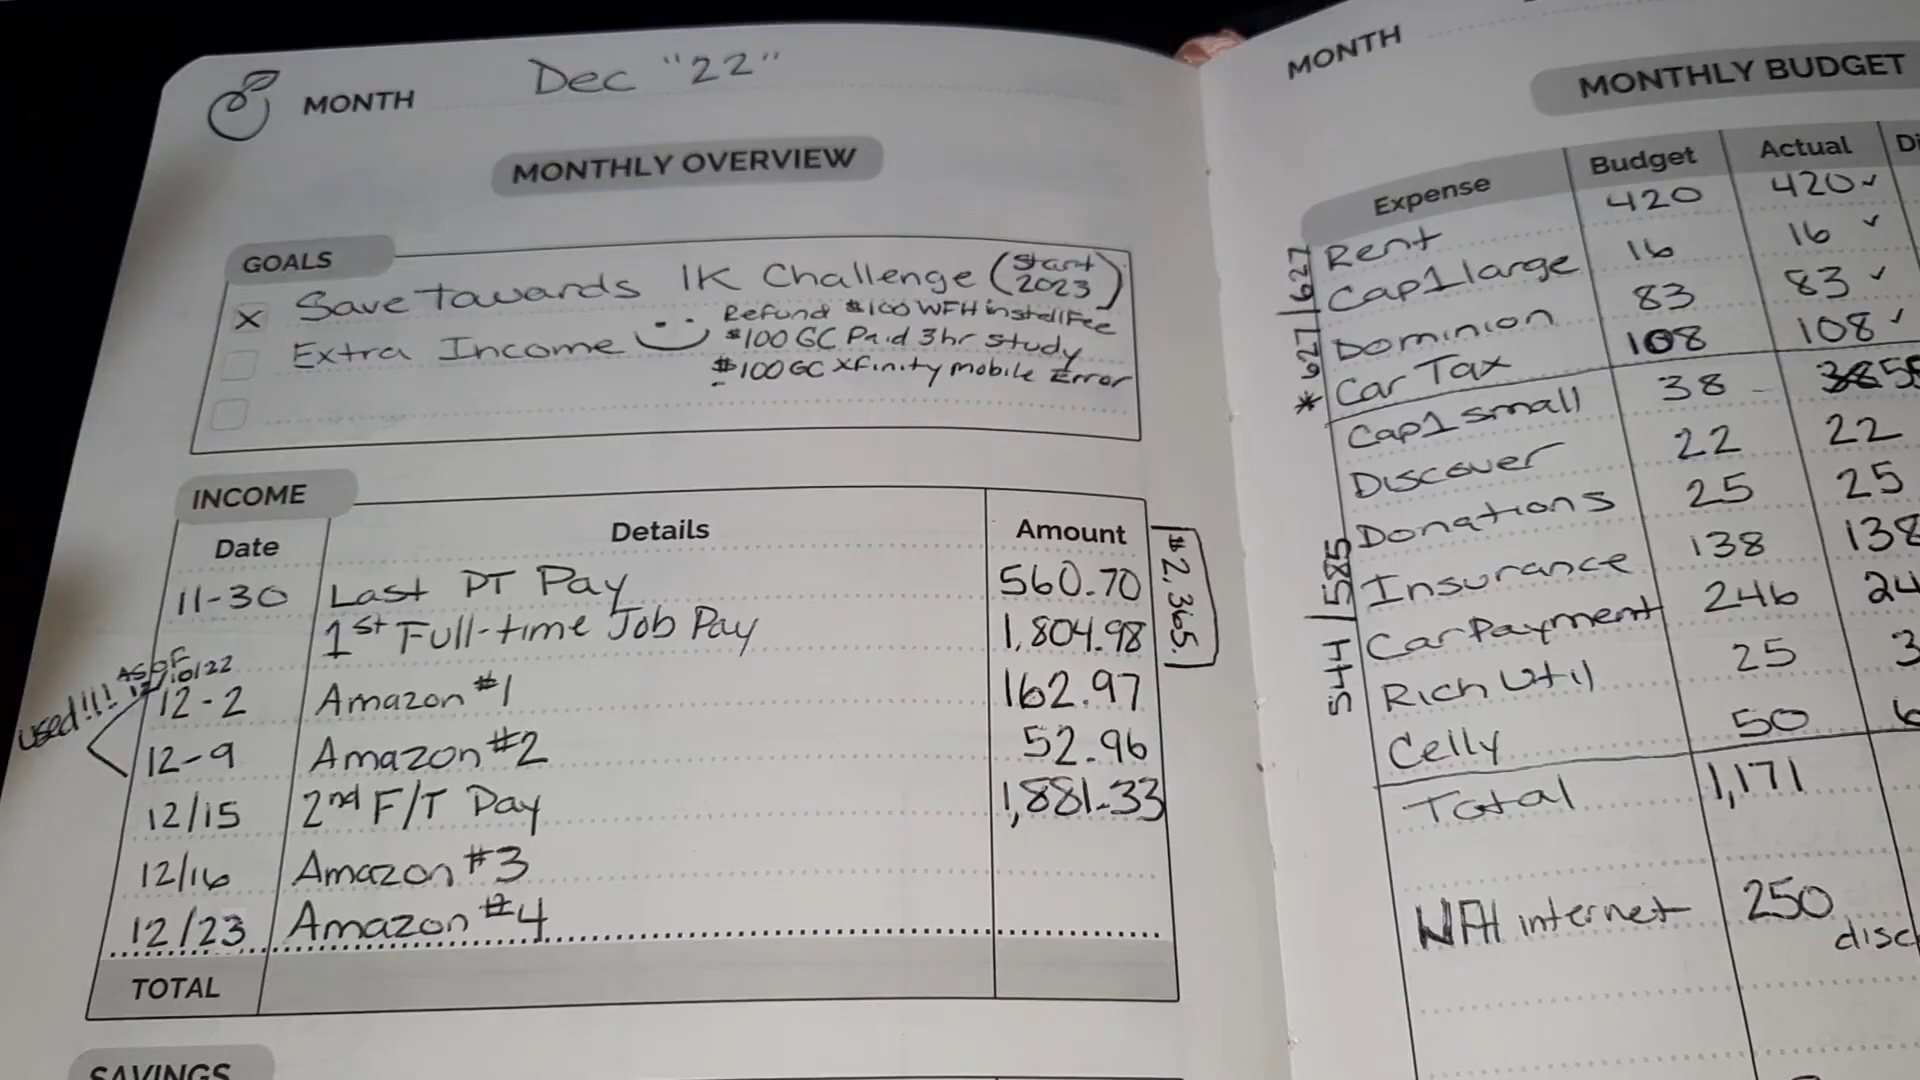 MONTH Dec "22"
MONTHLY OVERVIEW
GOALS
x Save Towards 1K Challenge (Start 2023)
Extra Income
Refund $100 WFH install Fee
$100 GC Paid 3hr Study
$100 GC Xfinity mobile Error
INCOME
Date Details Amount
11-30 Last PT Pay 560.70
1st Full-time Job Pay 1,804.98
$2,365.
used!!! AS OF
12-2 Amazon #1 162.97
12-9 Amazon #2 52.96
12/15 2nd F/T Pay 1,881.33
12/16 Amazon #3
12/23 Amazon #4
TOTAL
SAVINGS
MONTH
MONTHLY BUDGET
Expense Budget Actual
Rent 420 420 ✓
Cap1 large 16 16 ✓
Dominion 83 83 ✓
* Car Tax 108 108 ✓
627 | 627
Cap1 small 38
Discover 22 22
Donations 25 25
Insurance 138 138
Car Payment 246
Rich Util 25
Celly 50
544 | 585
Total 1,171
internet 250